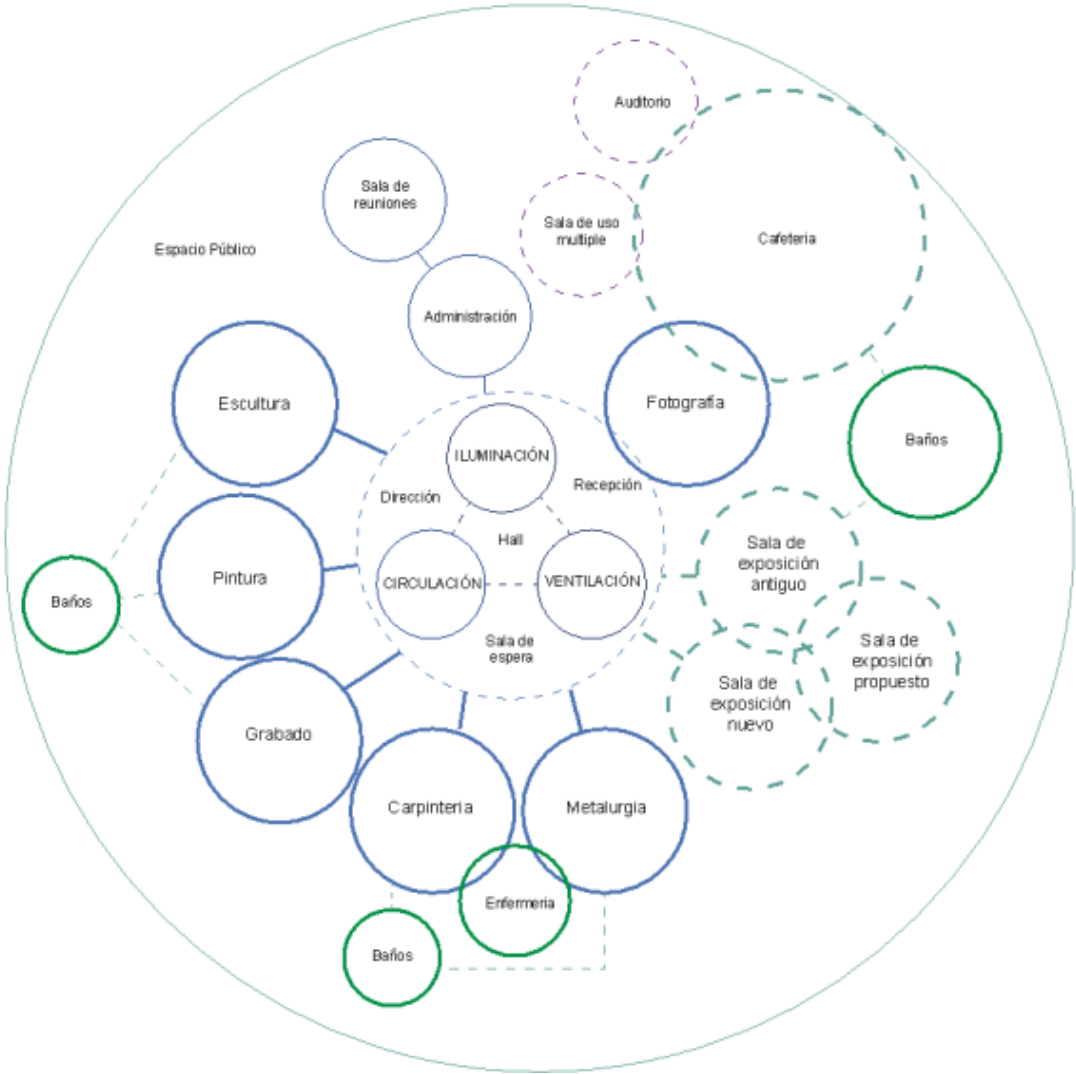 Auditorio
Sala de
reuniones
Sala de uso
multiple
Cafeteria
Espacio Público
Administración
Escultura
Fotografía
Baños
ILUMINACIÓN
Dirección
Recepción
Hall
Sala de
exposición
antiguo
Pintura
CIRCULACIÓN
VENTILACIÓN
Baños
Sala de
espera
Sala de
exposición
propuesto
Sala de
exposición
nuevo
Grabado
Carpinteria
Metalurgia
Enfermeria
Baños